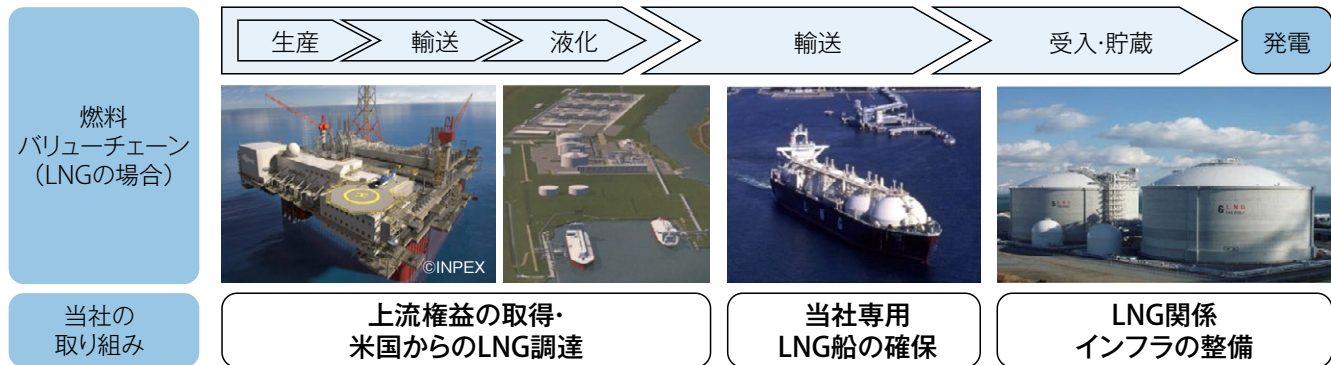 生産
輸送
液化
輸送
受入・貯蔵
発電
燃料
バリューチェーン
（LNGの場合）
©INPEX
LNG
LNG
LNG
当社の
取り組み
上流権益の取得・
米国からのLNG調達
当社専用
LNG船の確保
LNG関係
インフラの整備